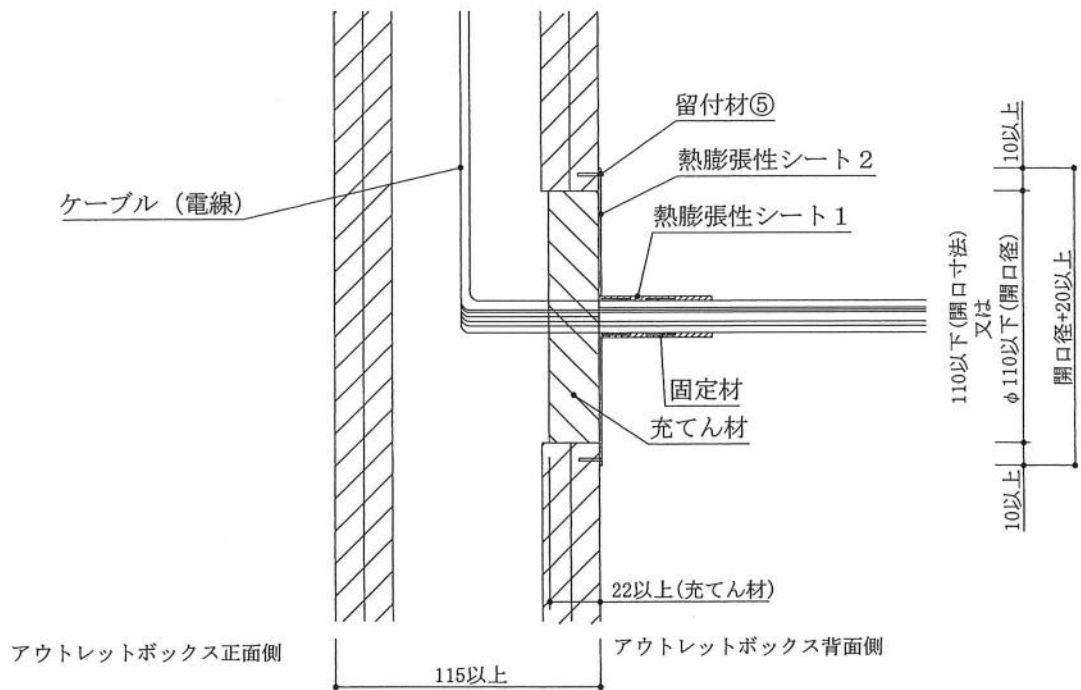 留付材⑤
熱膨張性シート2
熱膨張性シート1
ケーブル（電線）
固定材
充てん材
10以上
110以下(開口寸法)
又は
φ110以下(開口径)
開口径+20以上
10以上
22以上(充てん材)
アウトレットボックス正面側
アウトレットボックス背面側
115以上